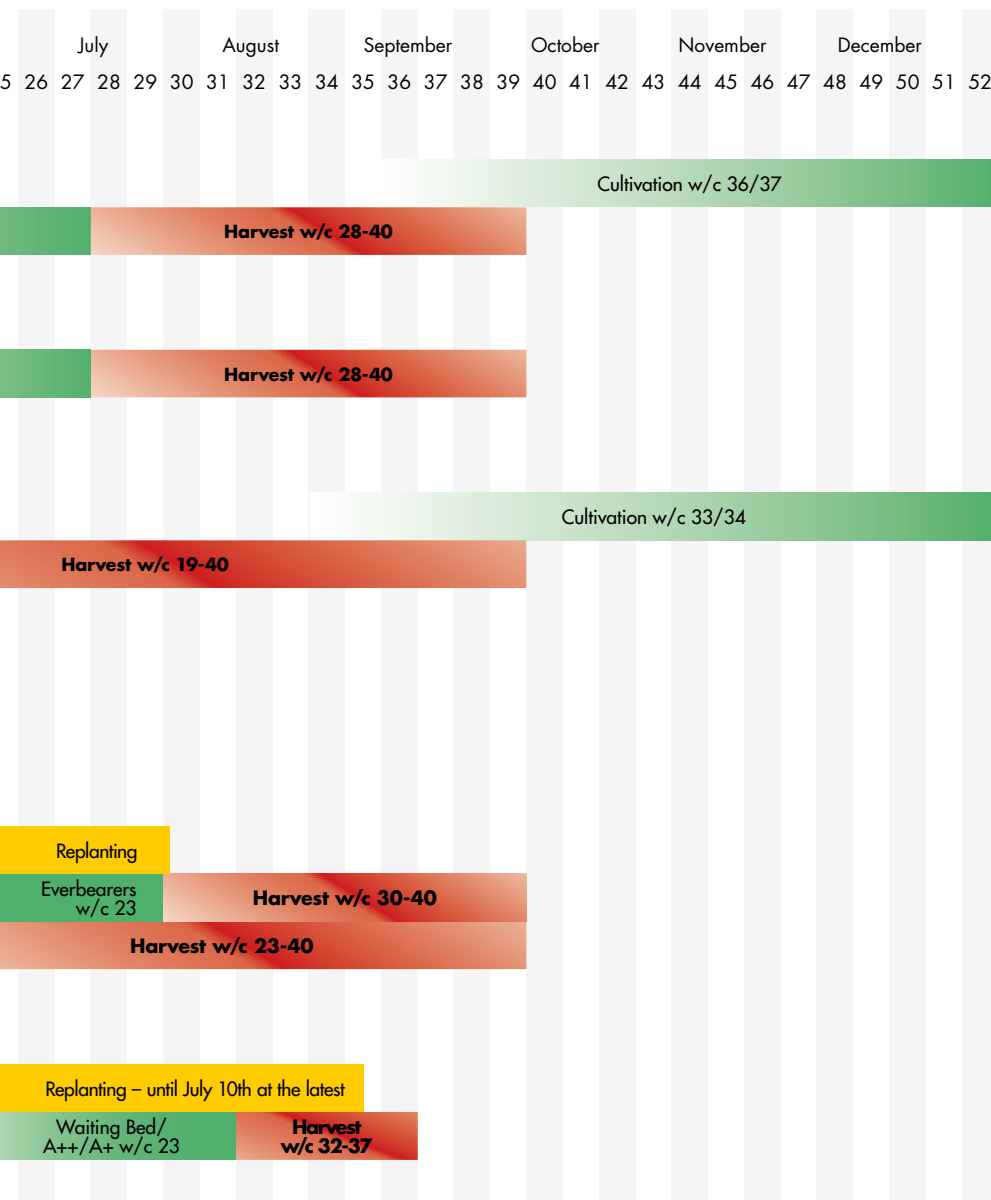 July August September October November December
5 26 27 28 29 30 31 32 33 34 35 36 37 38 39 40 41 42 43 44 45 46 47 48 49 50 51 52
Cultivation w/c 36/37
Harvest w/c 28-40
Harvest w/c 28-40
Cultivation w/c 33/34
Harvest w/c 19-40
Replanting
Everbearers
w/c 23
Harvest w/c 30-40
Harvest w/c 23-40
Replanting – until July 10th at the latest
Waiting Bed/
A++/A+ w/c 23
Harvest
w/c 32-37